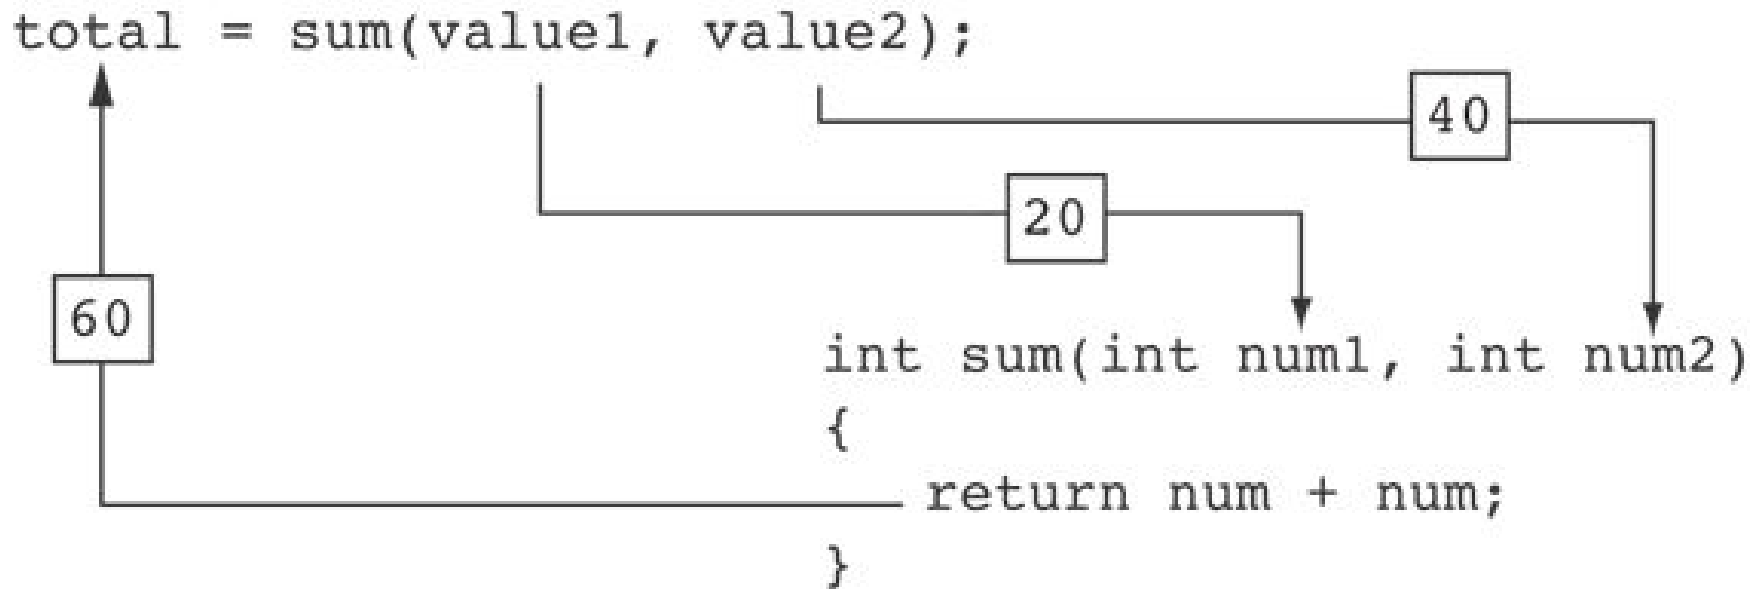 total = sum(value1, value2);
40
20
60
int sum(int num1, int num2)
{
return num + num;
}